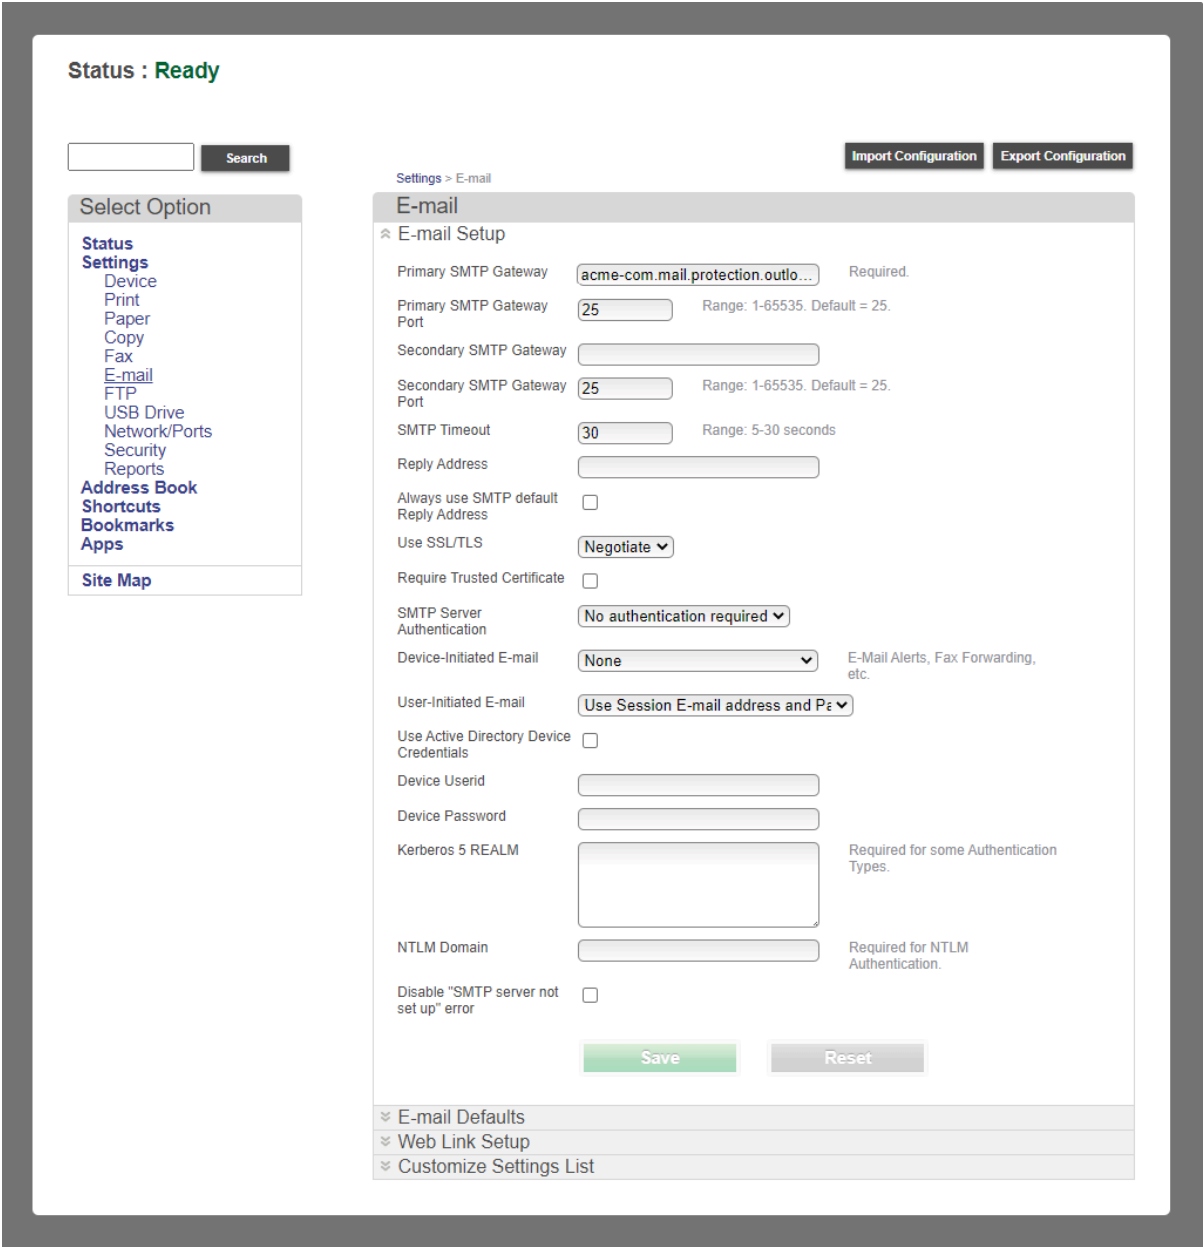 Status : Ready
Search
Import Configuration
Export Configuration
Settings > E-mail
Select Option
Status
Settings
Device
Print
Paper
Copy
Fax
E-mail
FTP
USB Drive
Network/Ports
Security
Reports
Address Book
Shortcuts
Bookmarks
Apps
Site Map
E-mail
E-mail Setup
Primary SMTP Gateway
acme-com.mail.protection.outlo...
Required.
Primary SMTP Gateway
Port
25
Range: 1-65535. Default = 25.
Secondary SMTP Gateway
Secondary SMTP Gateway
Port
25
Range: 1-65535. Default = 25.
SMTP Timeout
30
Range: 5-30 seconds
Reply Address
Always use SMTP default
Reply Address
Use SSL/TLS
Negotiate
Require Trusted Certificate
SMTP Server
Authentication
No authentication required
Device-Initiated E-mail
None
E-Mail Alerts, Fax Forwarding,
etc.
User-Initiated E-mail
Use Session E-mail address and Pa
Use Active Directory Device
Credentials
Device Userid
Device Password
Kerberos 5 REALM
Required for some Authentication
Types.
NTLM Domain
Required for NTLM
Authentication.
Disable "SMTP server not
set up" error
Save
Reset
E-mail Defaults
Web Link Setup
Customize Settings List